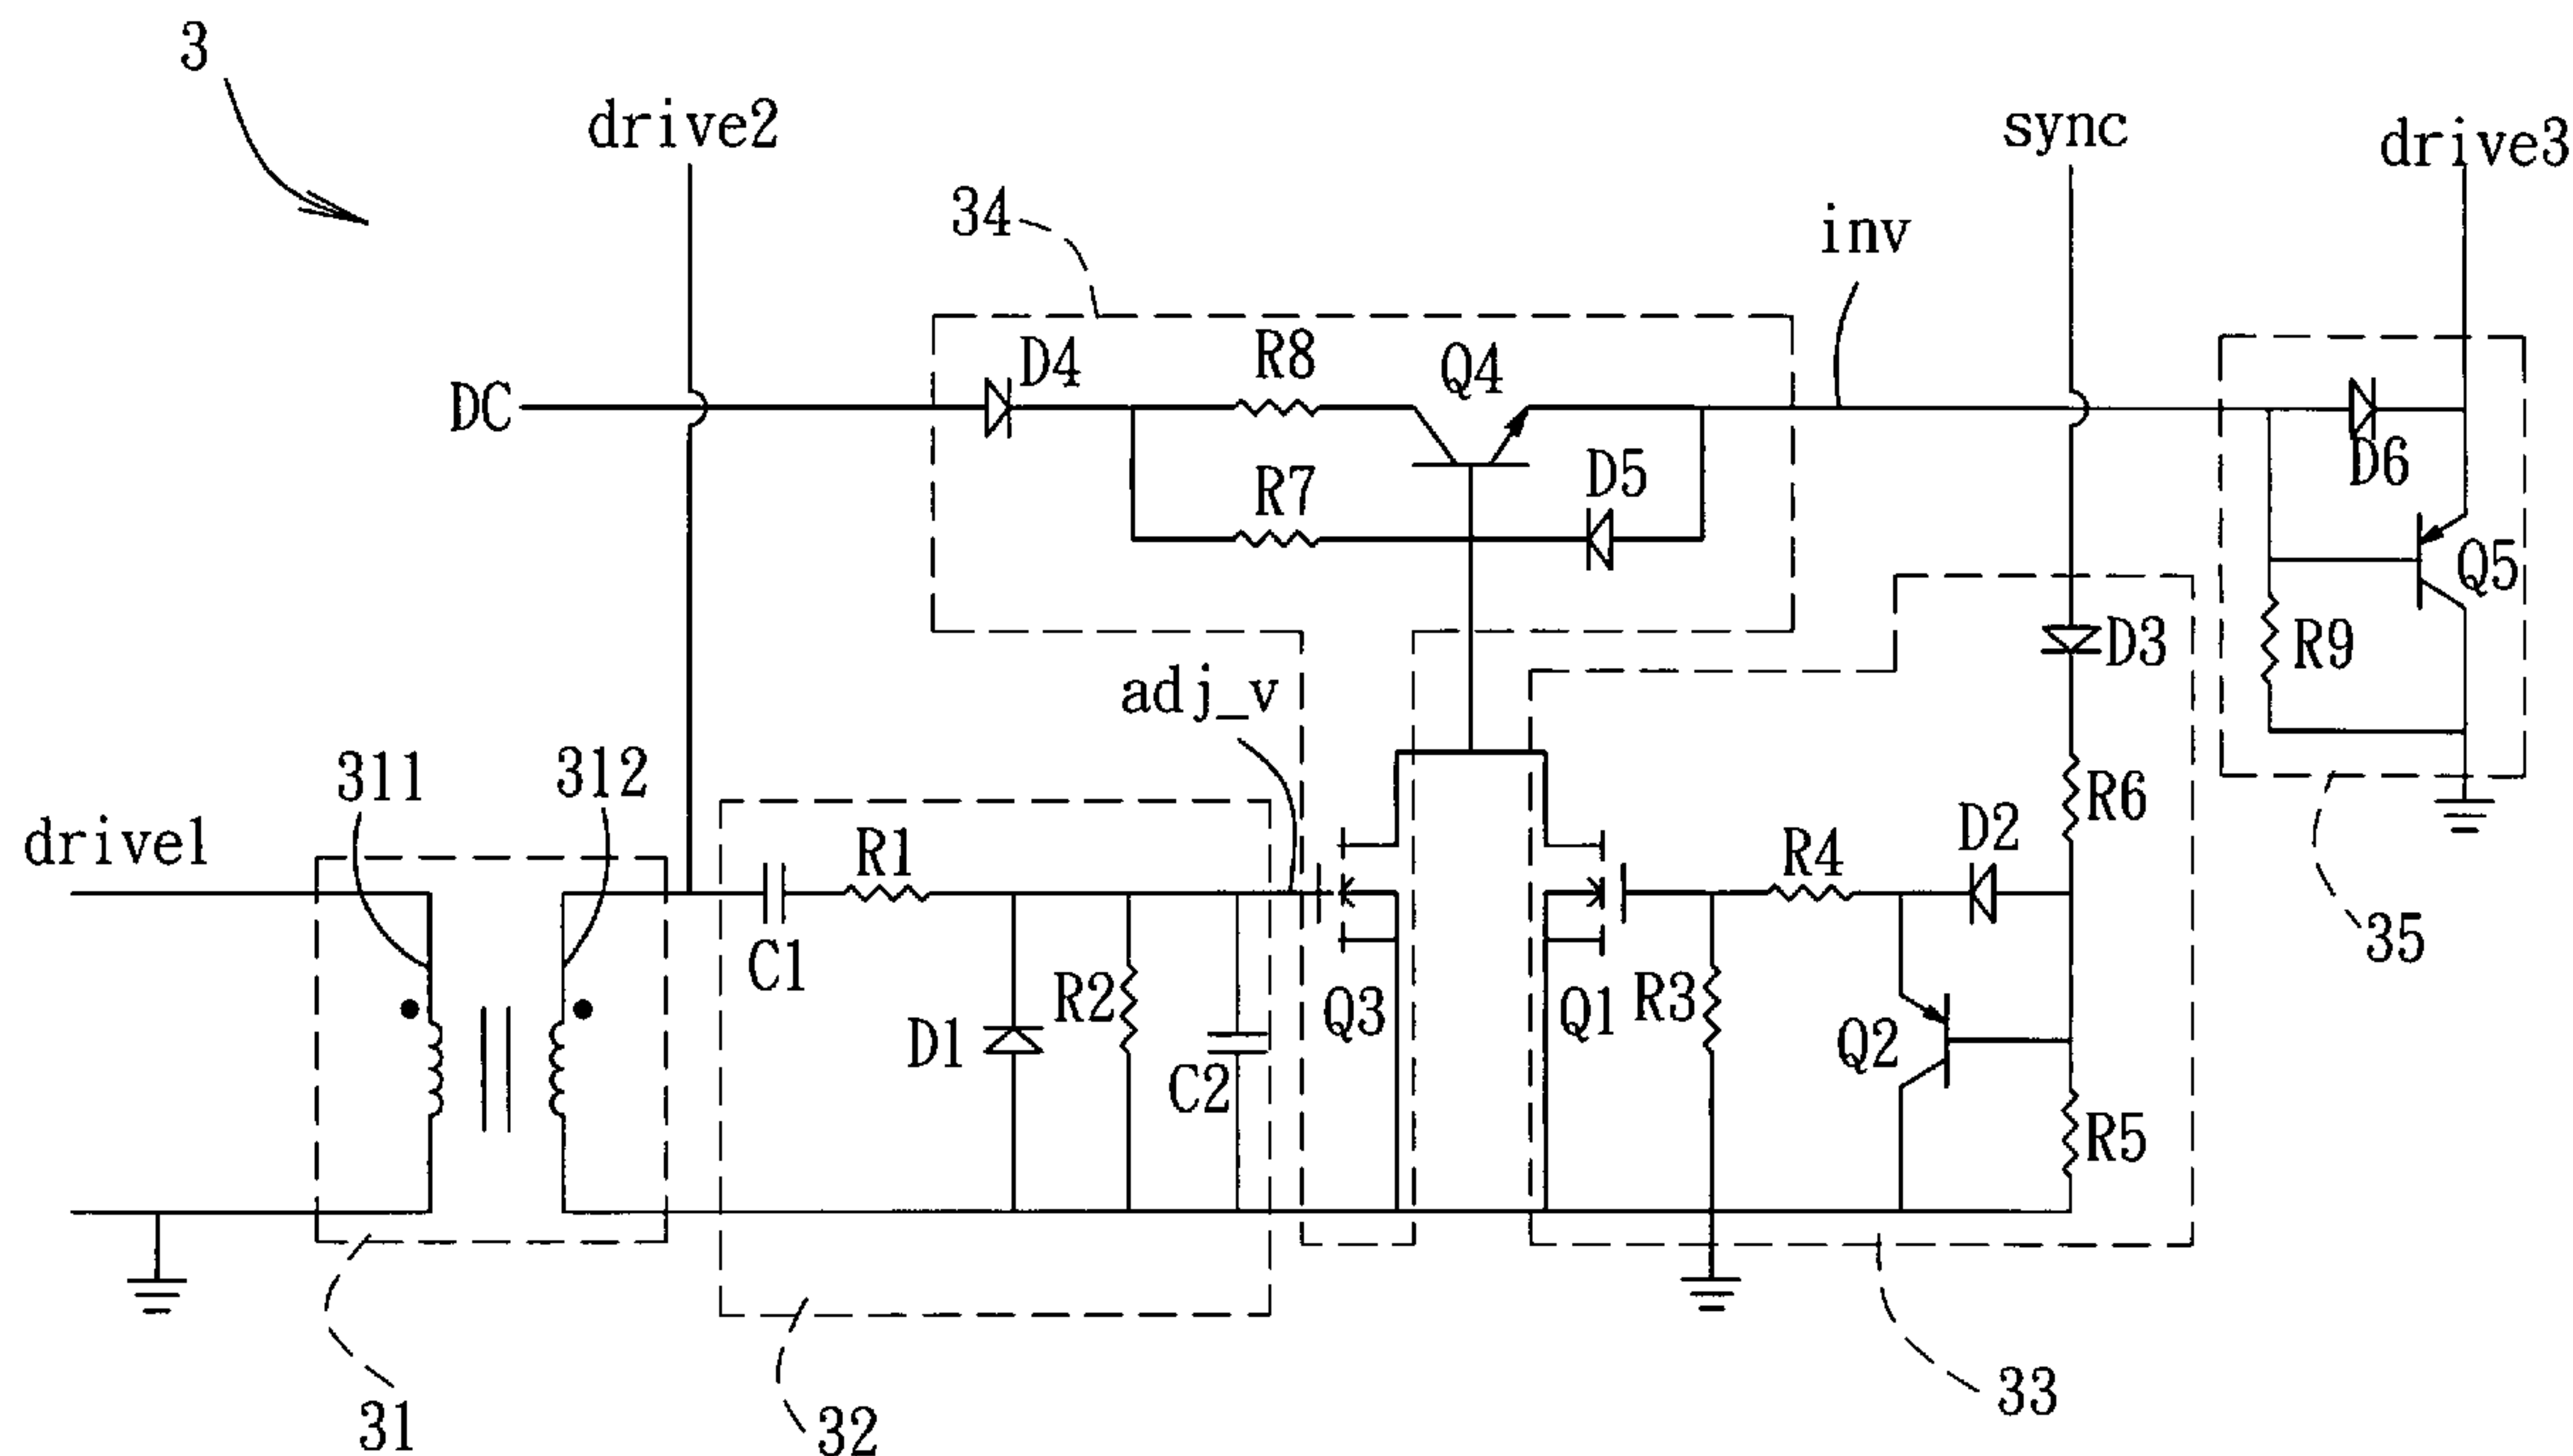 3
drive2
sync
drive3
34
inv
D4
R8
Q4
DC
D6
R7
D5
Q5
R9
D3
adj_v
311
312
R6
drive1
R1
R4
D2
35
C1
R2
Q3
Q1
R3
D1
Q2
C2
R5
31
32
33